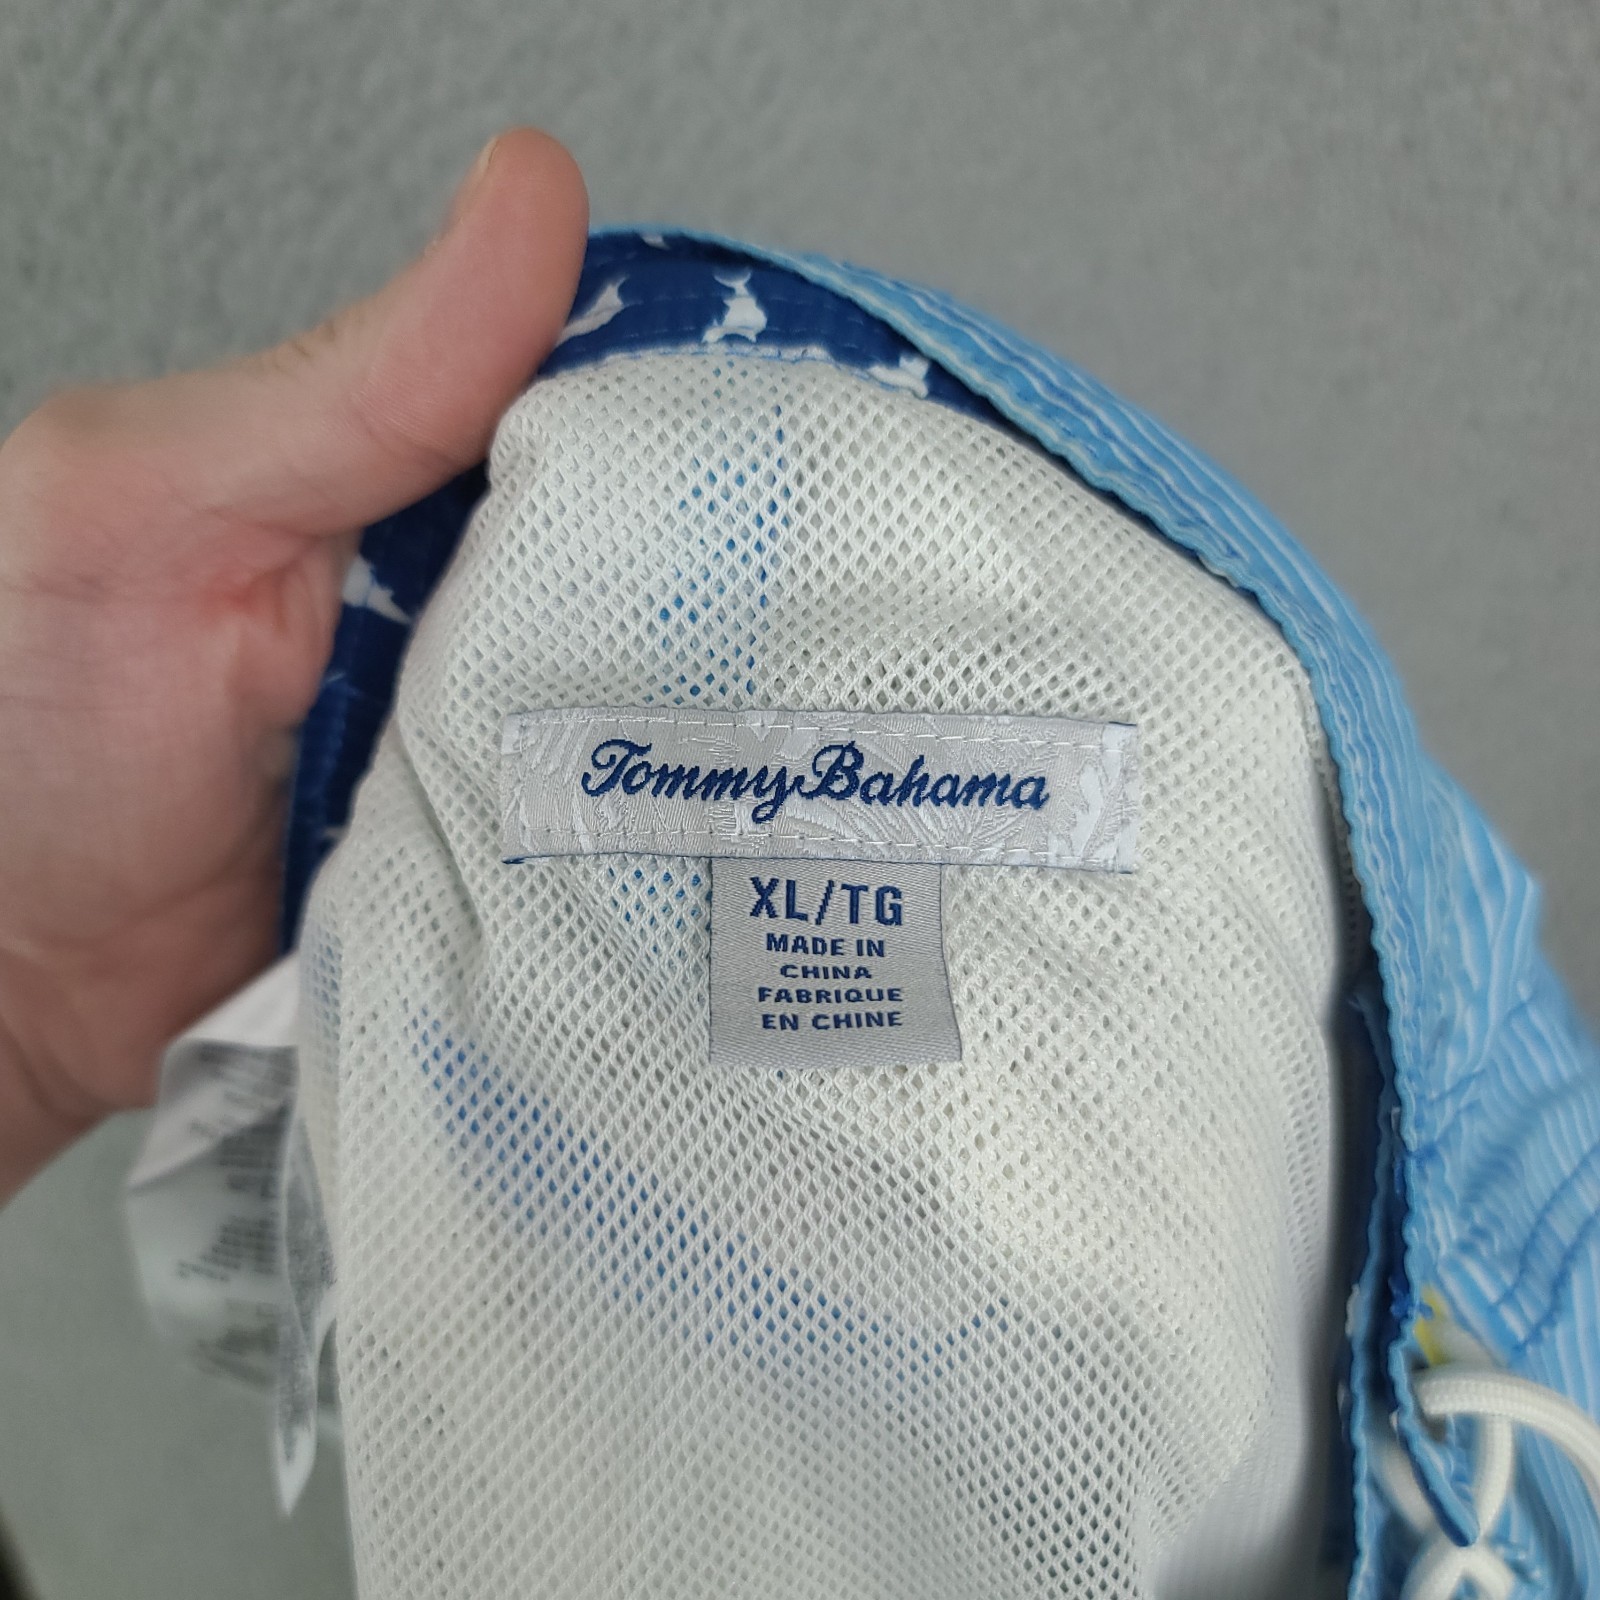 Tommy Bahama
XL/TG
MADE IN
CHINA
FABRIQUE
EN CHINE